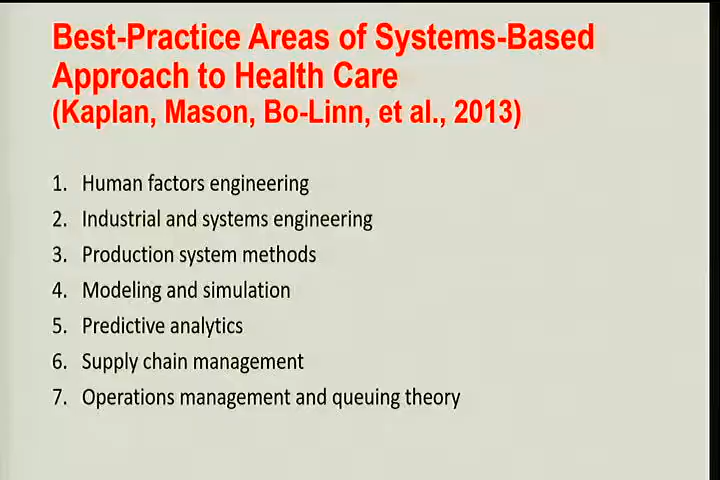 Best-Practice Areas of Systems-Based
Approach to Health Care
(Kaplan, Mason, Bo-Linn, et al., 2013)
1. Human factors engineering
2. Industrial and systems engineering
3. Production system methods
4. Modeling and simulation
5. Predictive analytics
6. Supply chain management
7. Operations management and queuing theory